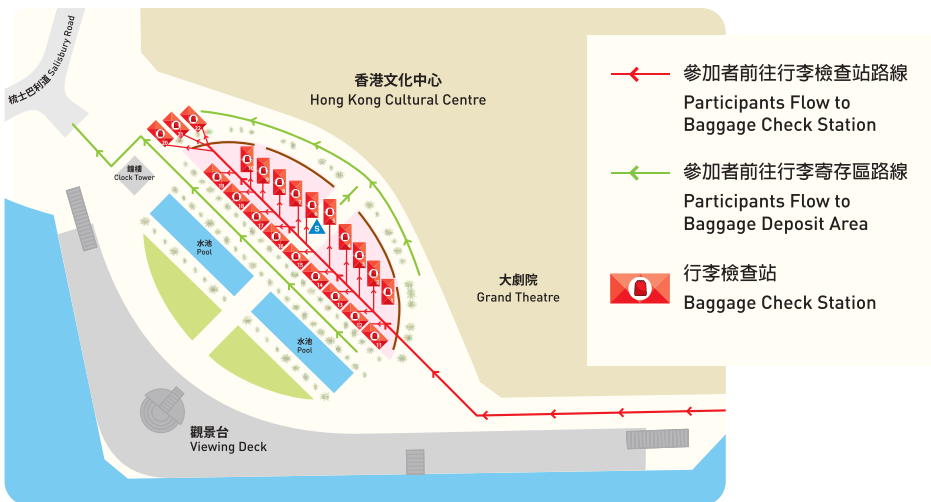 梳士巴利道 Salisbury Road
香港文化中心
Hong Kong Cultural Centre
鐘樓
Clock Tower
水池
Pool
水池
Pool
S
大劇院
Grand Theatre
觀景台
Viewing Deck
參加者前往行李檢查站路線
Participants Flow to
Baggage Check Station
參加者前往行李寄存區路線
Participants Flow to
Baggage Deposit Area
行李檢查站
Baggage Check Station